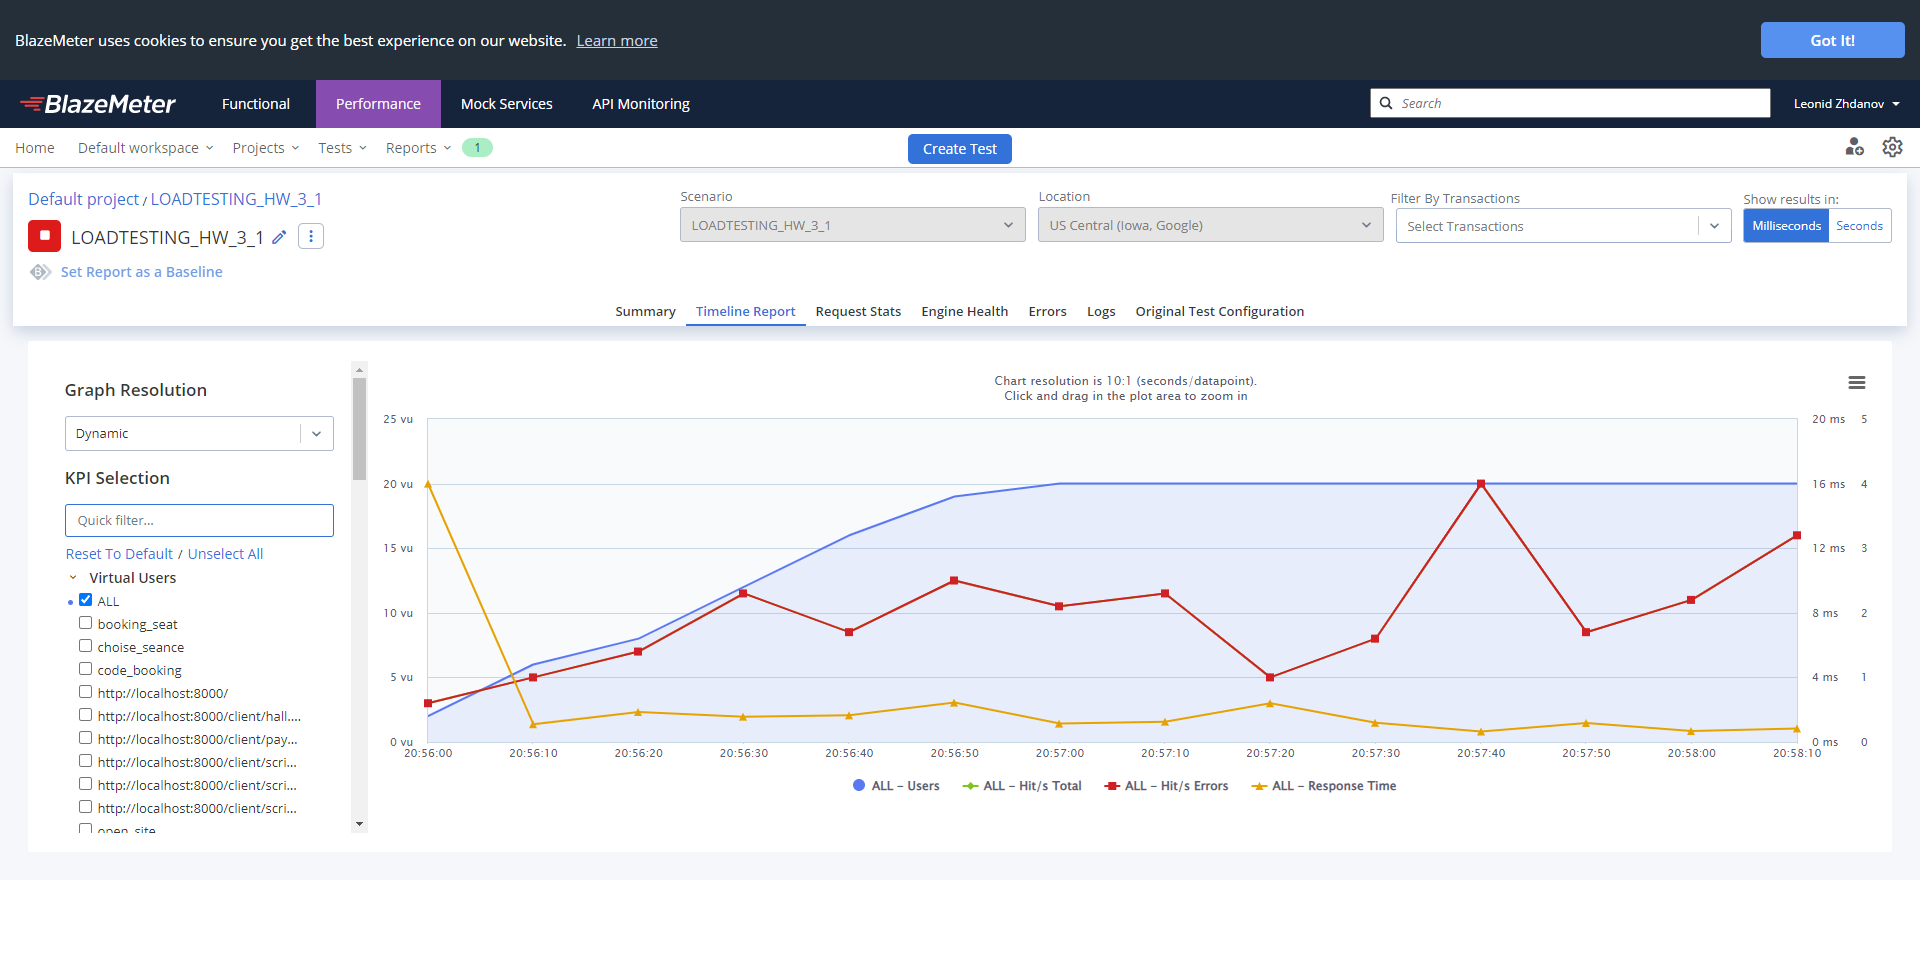 BlazeMeter uses cookies to ensure you get the best experience on our website. Learn more
Got It!
BlazeMeter
Functional
Performance
Mock Services
API Monitoring
Search
Leonid Zhdanov
Home
Default workspace
Projects
Tests
Reports
1
Create Test
Default project / LOADTESTING_HW_3_1
LOADTESTING_HW_3_1
Set Report as a Baseline
Scenario
LOADTESTING_HW_3_1
Location
US Central (Iowa, Google)
Filter By Transactions
Select Transactions
Show results in:
Milliseconds
Seconds
Summary
Timeline Report
Request Stats
Engine Health
Errors
Logs
Original Test Configuration
Graph Resolution
Dynamic
KPI Selection
Quick filter...
Reset To Default / Unselect All
Virtual Users
ALL
booking_seat
choise_seance
code_booking
http://localhost:8000/
http://localhost:8000/client/hall....
http://localhost:8000/client/pay...
http://localhost:8000/client/scri...
http://localhost:8000/client/scri...
http://localhost:8000/client/scri...
open_site
Chart resolution is 10:1 (seconds/datapoint).
Click and drag in the plot area to zoom in
25 vu
20 vu
15 vu
10 vu
5 vu
0 vu
20 ms 5
16 ms 4
12 ms 3
8 ms 2
4 ms 1
0 ms 0
20:56:00 20:56:10 20:56:20 20:56:30 20:56:40 20:56:50 20:57:00 20:57:10 20:57:20 20:57:30 20:57:40 20:57:50 20:58:00 20:58:10
ALL – Users
ALL – Hit/s Total
ALL – Hit/s Errors
ALL – Response Time